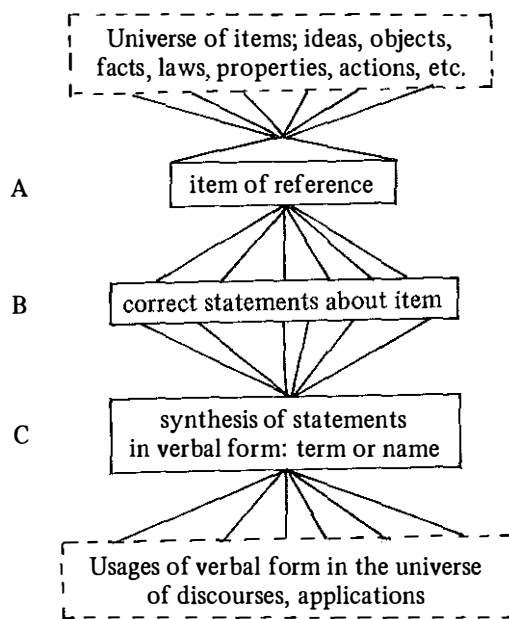 Universe of items; ideas, objects,
facts, laws, properties, actions, etc.
A
item of reference
B
correct statements about item
C
synthesis of statements
in verbal form: term or name
Usages of verbal form in the universe
of discourses, applications